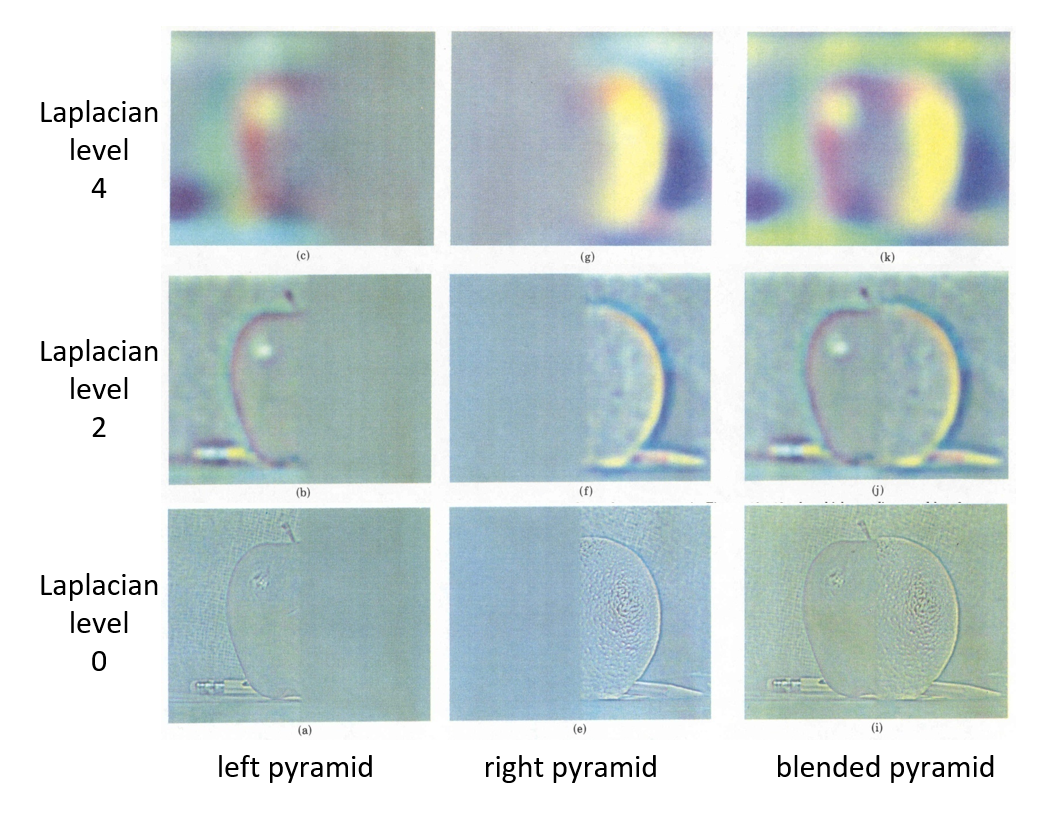 Laplacian
level
4
(c)
(g)
(k)
Laplacian
level
2
(b)
(f)
(j)
Laplacian
level
0
(a)
(e)
(i)
left pyramid
right pyramid
blended pyramid